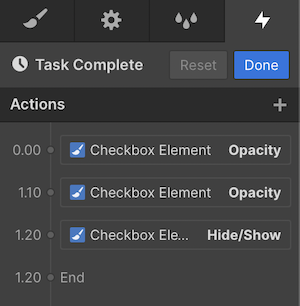 Task Complete Reset Done
Actions
0.00 Checkbox Element Opacity
1.10 Checkbox Element Opacity
1.20 Checkbox Ele... Hide/Show
1.20 End